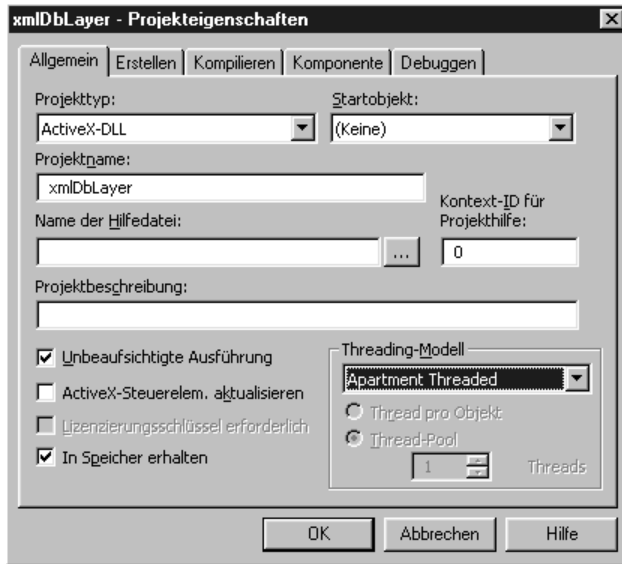 xmlDbLayer - Projekteigenschaften
Allgemein Erstellen Kompilieren Komponente Debuggen
Projekttyp: Startobjekt:
ActiveX-DLL (Keine)
Projektname:
xmlDbLayer
Kontext-ID für
Name der Hilfedatei: Projekthilfe:
... 0
Projektbeschreibung:
Unbeaufsichtigte Ausführung Threading-Modell
Apartment Threaded
ActiveX-Steuerelem. aktualisieren
Thread pro Objekt
Lizenzierungsschlüssel erforderlich
Thread-Pool
In Speicher erhalten
1 Threads
OK Abbrechen Hilfe